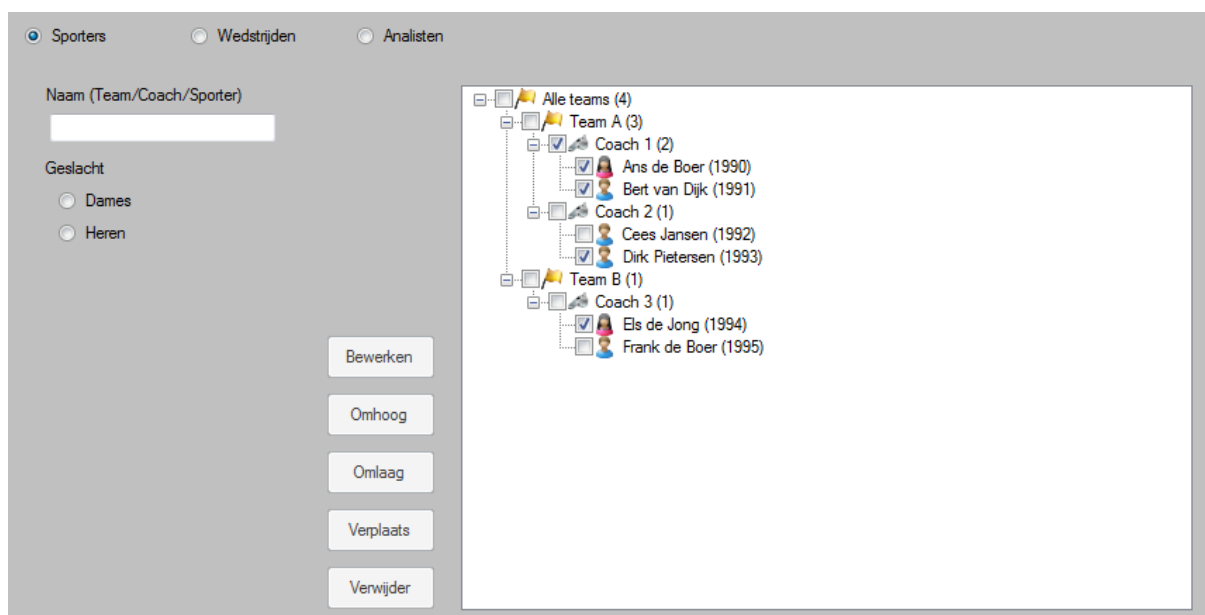 Sporters Wedstrijden Analisten
Naam (Team/Coach/Sporter)
Geslacht
Dames
Heren
Bewerken
Omhoog
Omlaag
Verplaats
Verwijder
Alle teams (4)
Team A (3)
Coach 1 (2)
Ans de Boer (1990)
Bert van Dijk (1991)
Coach 2 (1)
Cees Jansen (1992)
Dirk Pietersen (1993)
Team B (1)
Coach 3 (1)
Els de Jong (1994)
Frank de Boer (1995)